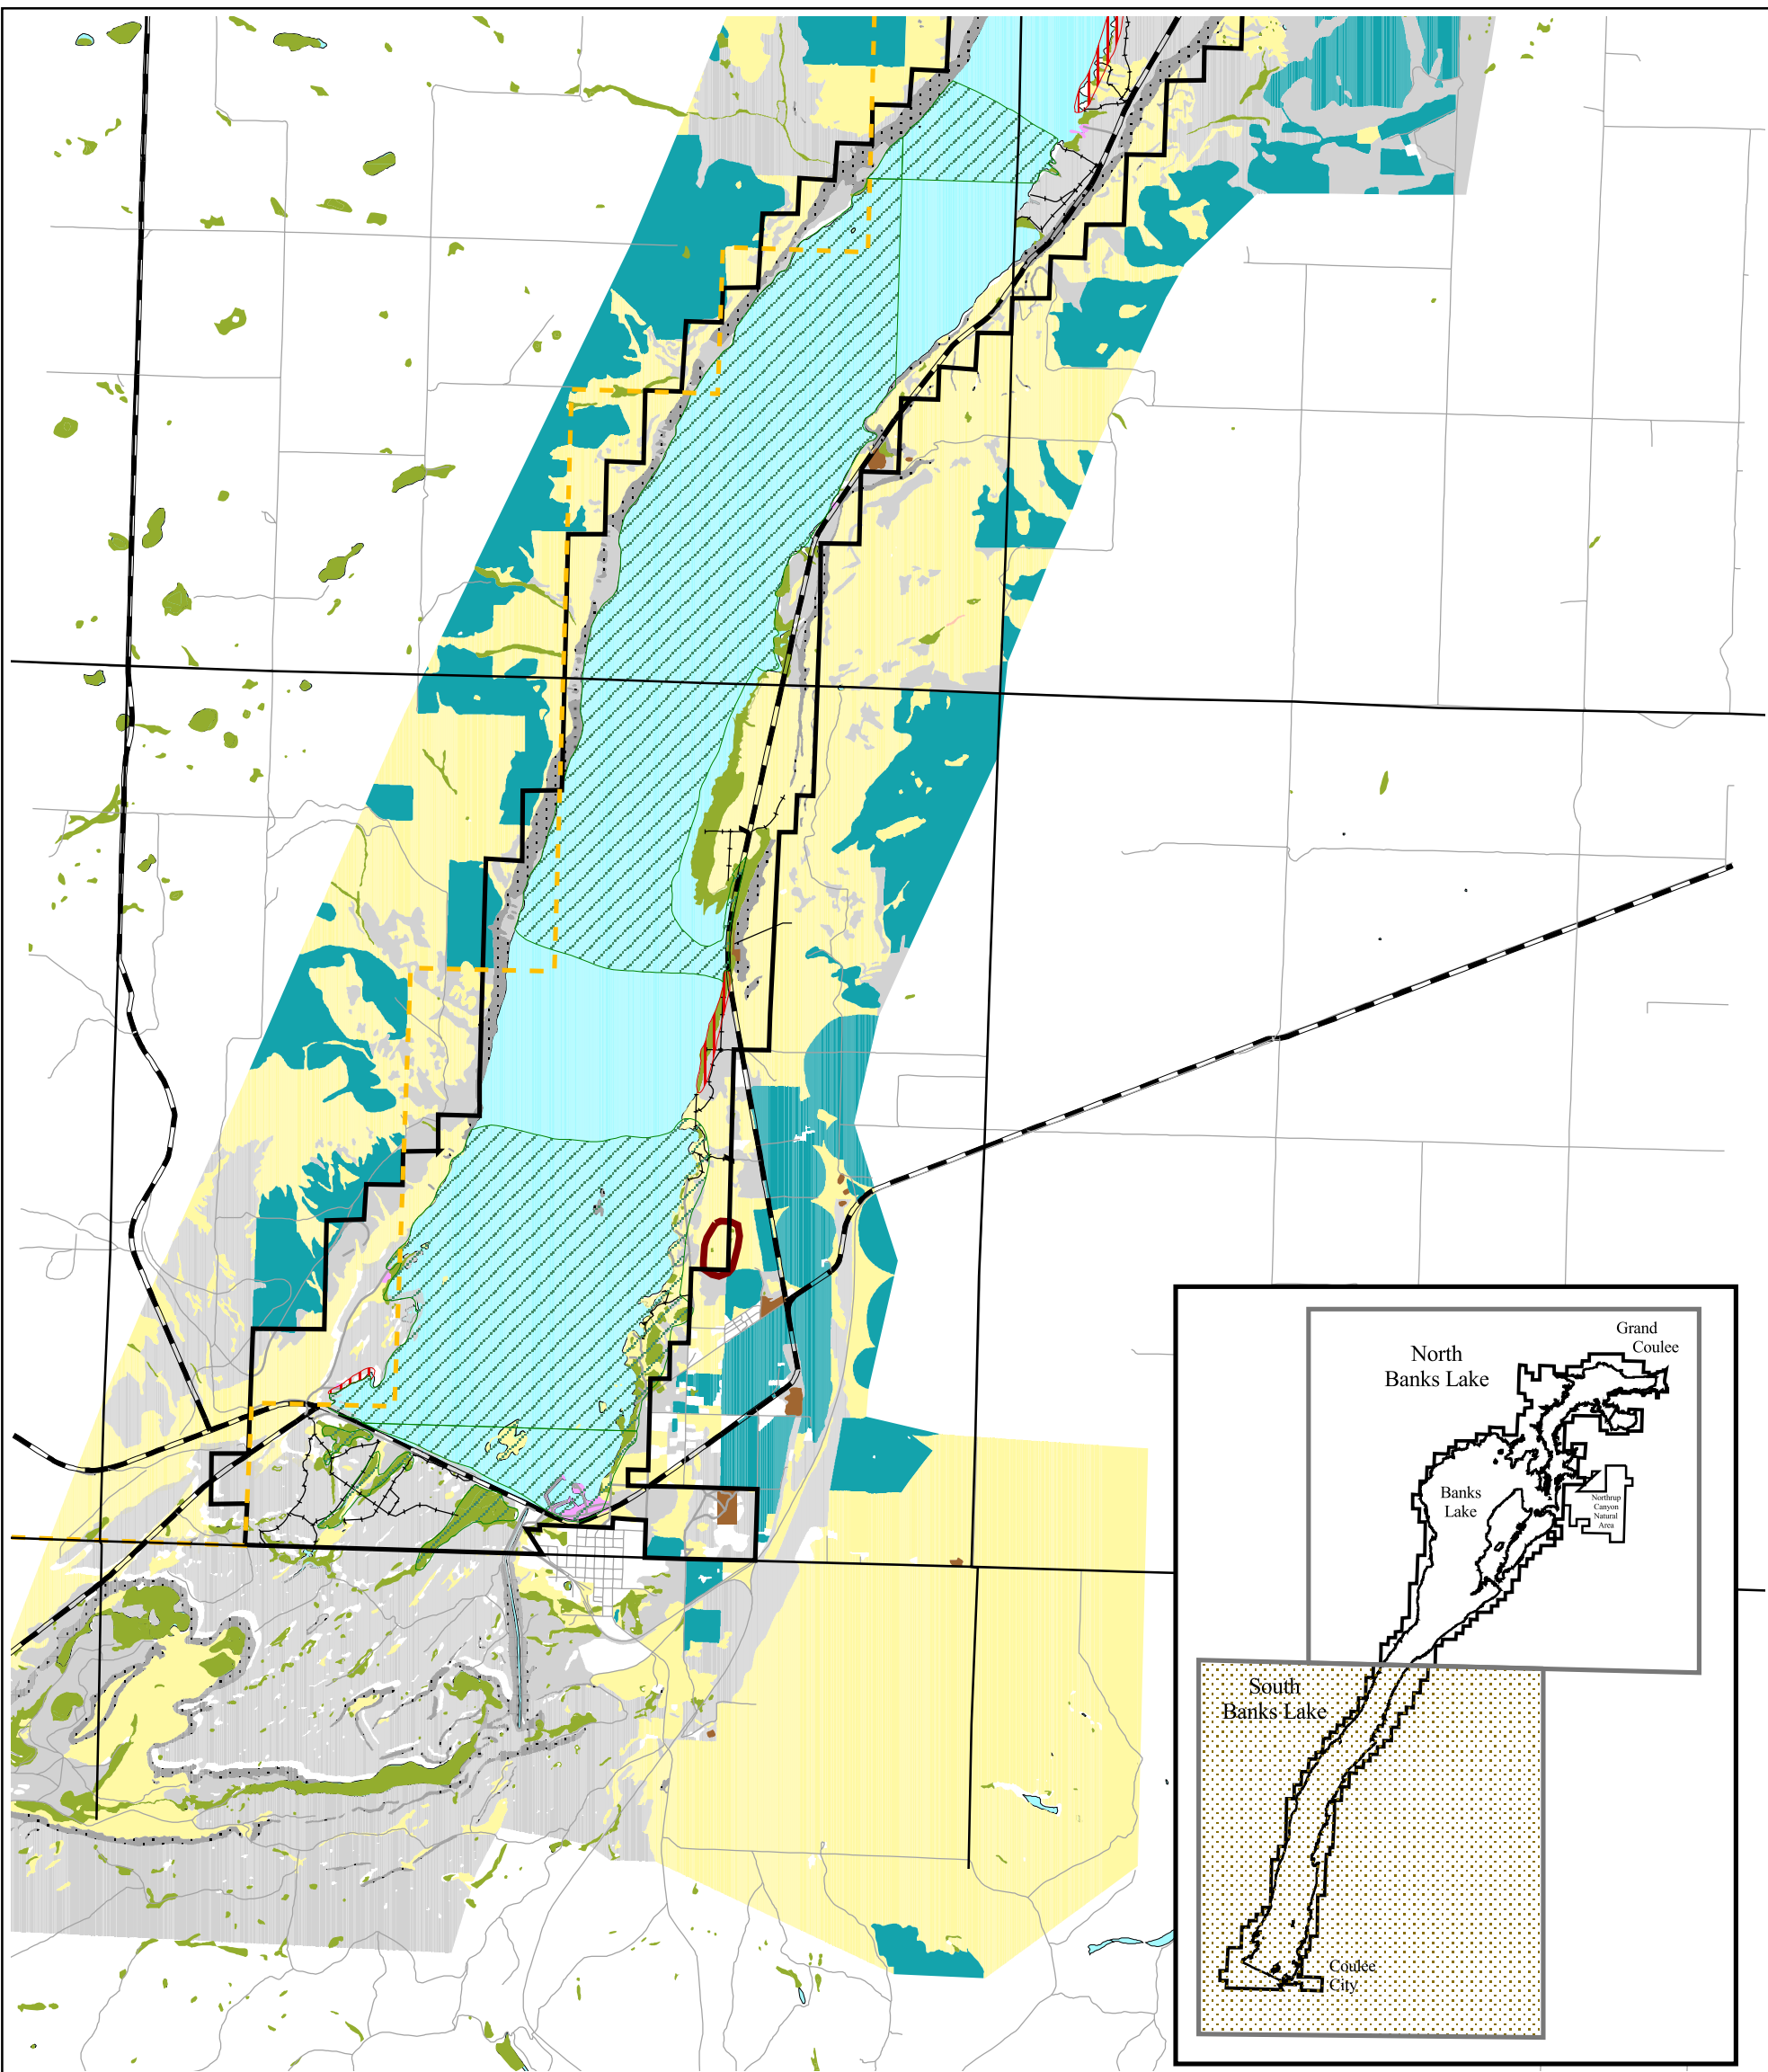 Grand
Coulee
North
Banks Lake
Banks
Lake
Northrup
Canyon
Natural
Area
South
Banks Lake
Coulee
City